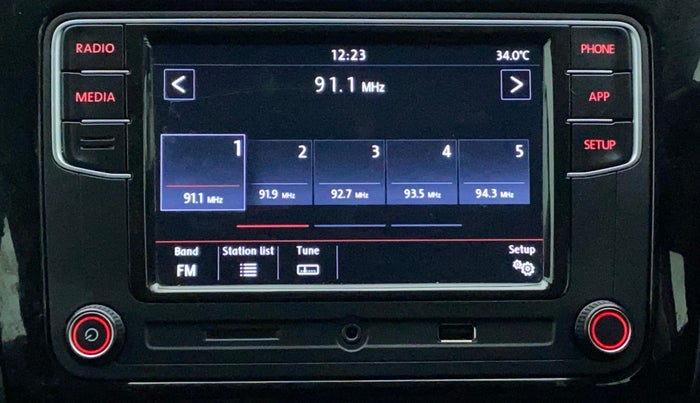 RADIO
MEDIA
12:23
34.0°C
91.1 MHz
< >
1
91.1 MHz
2
91.9 MHz
3
92.7 MHz
4
93.5 MHz
5
94.3 MHz
Band
FM
Station list
Tune
Setup
PHONE
APP
SETUP